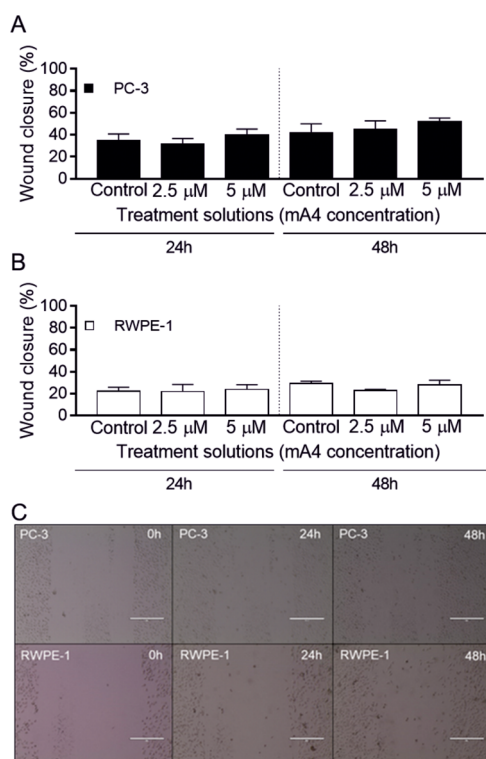 A
Wound closure (%)
100
80
60
40
20
0
PC-3
Control 2.5 μM 5 μM Control 2.5 μM 5 μM
Treatment solutions (mA4 concentration)
24h 48h
B
Wound closure (%)
100
80
60
40
20
0
RWPE-1
Control 2.5 μM 5 μM Control 2.5 μM 5 μM
Treatment solutions (mA4 concentration)
24h 48h
C
PC-3 0h PC-3 24h PC-3 48h
RWPE-1 0h RWPE-1 24h RWPE-1 48h